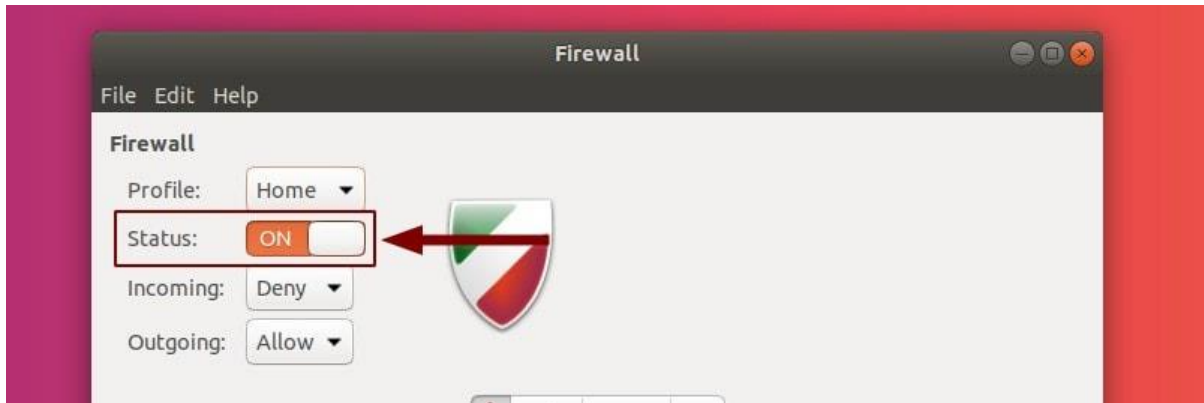 Firewall
File Edit Help
Firewall
Profile: Home
Status: ON
Incoming: Deny
Outgoing: Allow